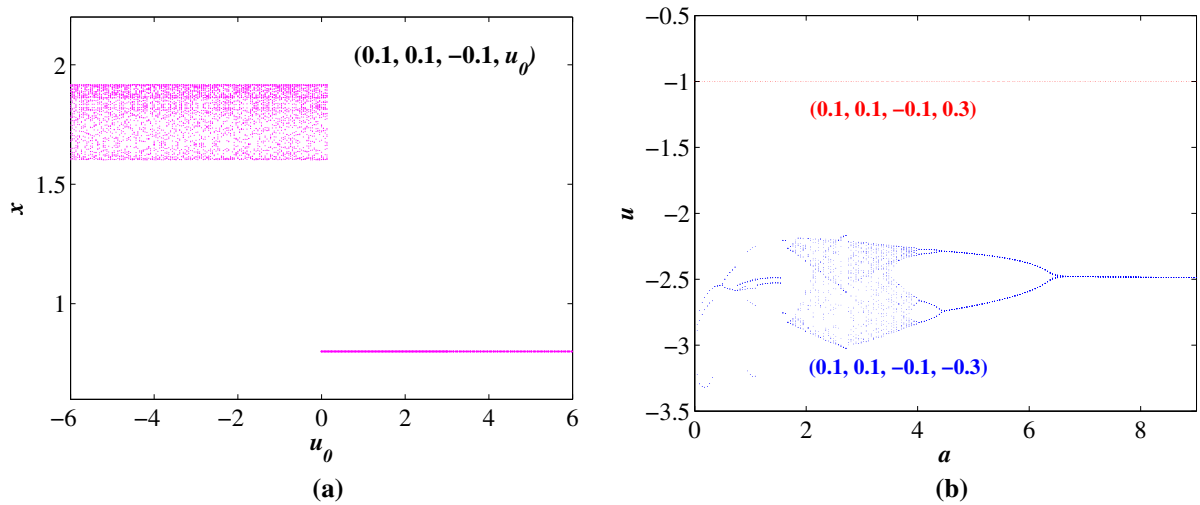 (0.1, 0.1, −0.1, u0)
2
1.5
1
x
−6 −4 −2 0 2 4 6
u0
(a)
−0.5
−1
(0.1, 0.1, −0.1, 0.3)
−1.5
−2
u
−2.5
−3
(0.1, 0.1, −0.1, −0.3)
−3.5
0 2 4 6 8
a
(b)